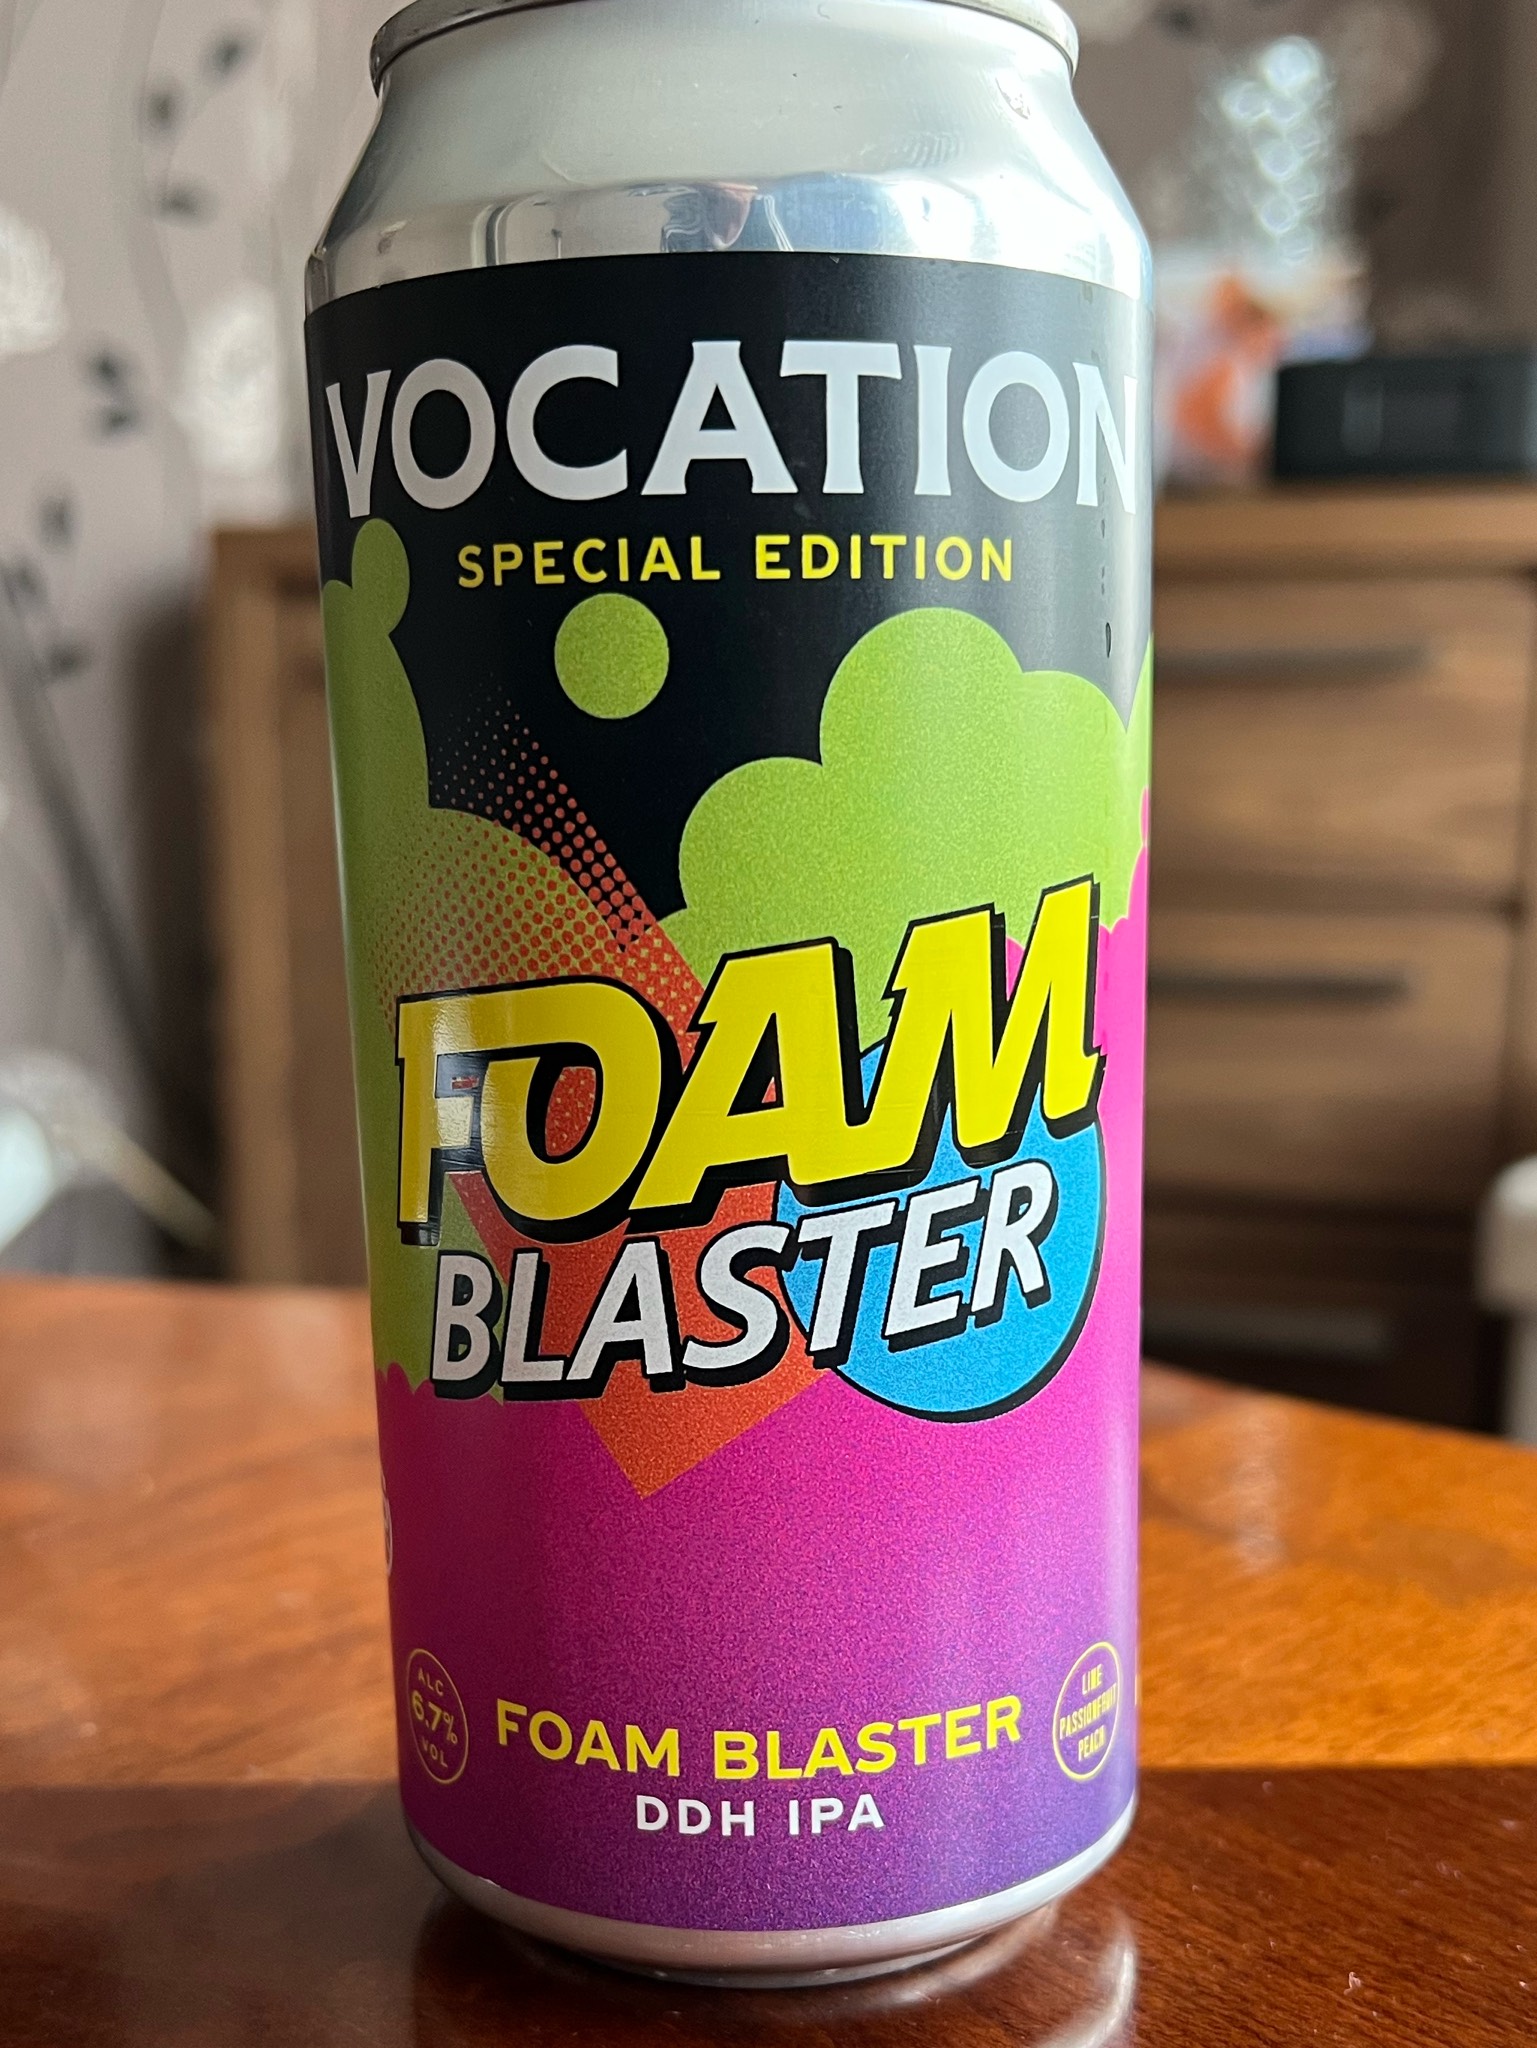 VOCATION
SPECIAL EDITION
FOAM
BLASTER
ALC
6.7%
VOL
FOAM BLASTER
DDH IPA
LIME
PASSIONFRUIT
PEACH